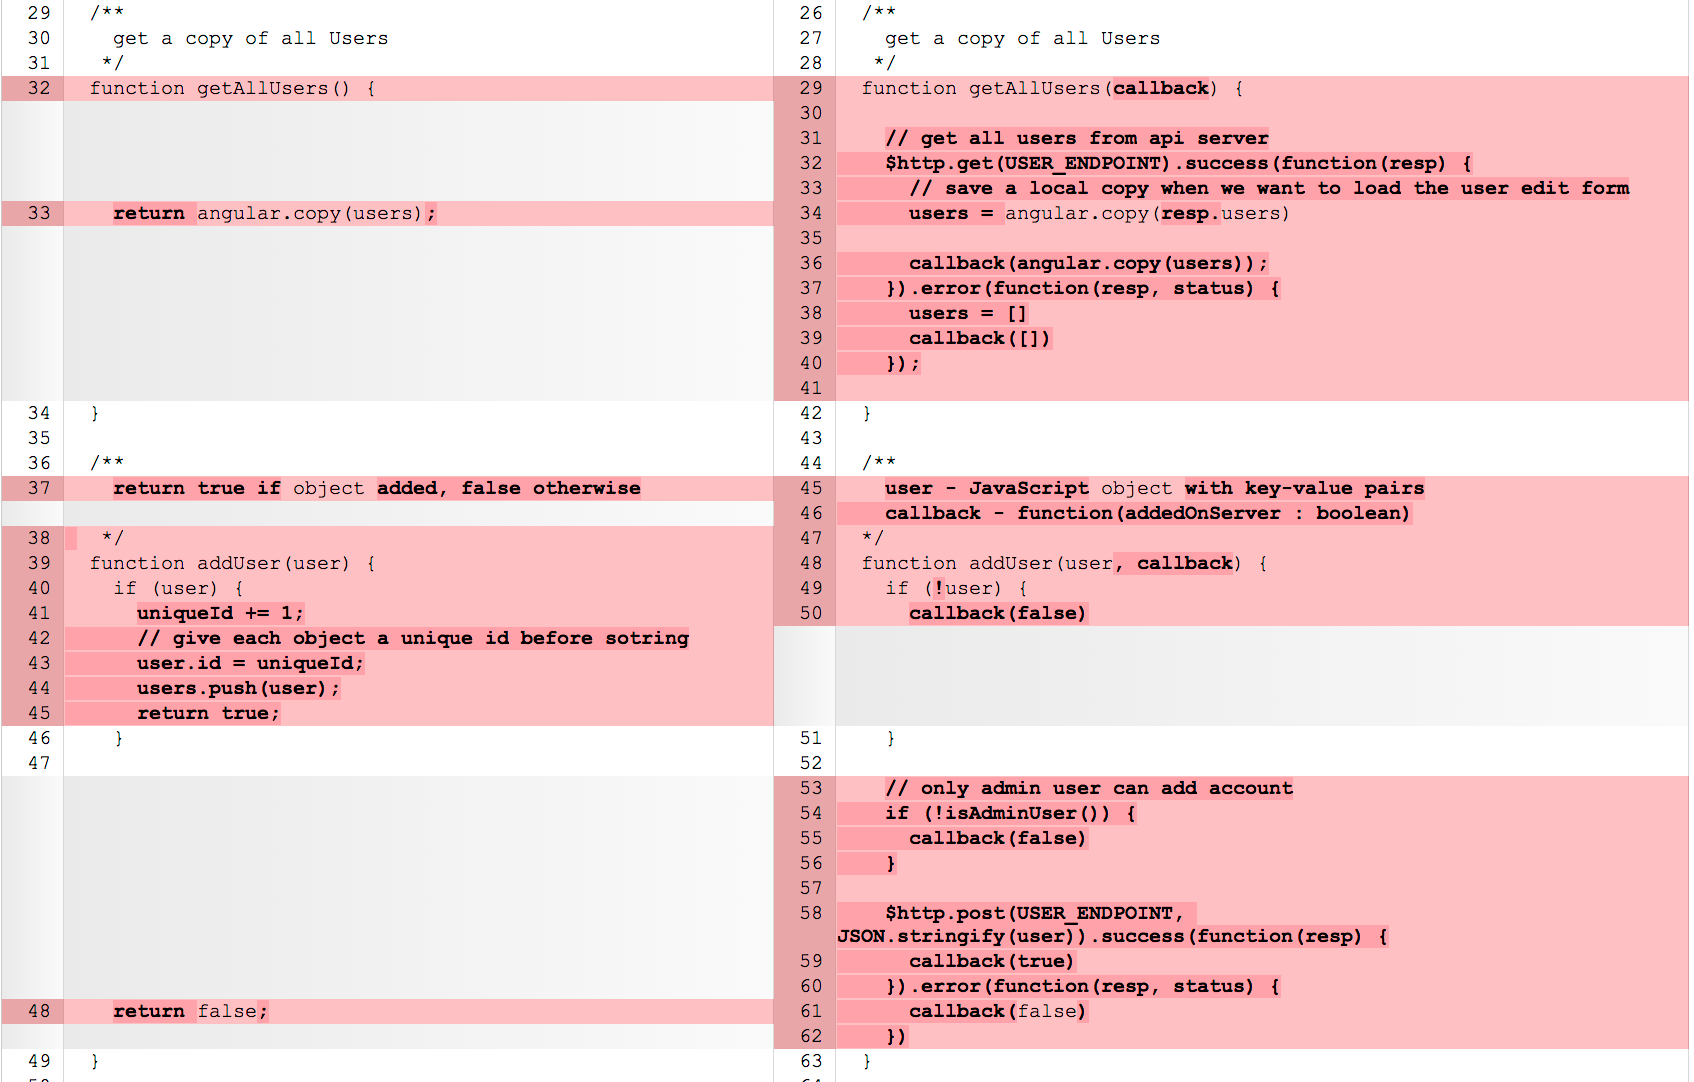 29 /**
30 get a copy of all Users
31 */
32 function getAllUsers() {
33 return angular.copy(users);
34 }
35
36 /**
37 return true if object added, false otherwise
38 */
39 function addUser(user) {
40 if (user) {
41 uniqueId += 1;
42 // give each object a unique id before sotring
43 user.id = uniqueId;
44 users.push(user);
45 return true;
46 }
47
48 return false;
49 }
26 /**
27 get a copy of all Users
28 */
29 function getAllUsers(callback) {
30
31 // get all users from api server
32 $http.get(USER_ENDPOINT).success(function(resp) {
33 // save a local copy when we want to load the user edit form
34 users = angular.copy(resp.users)
35
36 callback(angular.copy(users));
37 }).error(function(resp, status) {
38 users = []
39 callback([])
40 });
41
42 }
43
44 /**
45 user - JavaScript object with key-value pairs
46 callback - function(addedOnServer : boolean)
47 */
48 function addUser(user, callback) {
49 if (!user) {
50 callback(false)
51 }
52
53 // only admin user can add account
54 if (!isAdminUser()) {
55 callback(false)
56 }
57
58 $http.post(USER_ENDPOINT,
JSON.stringify(user)).success(function(resp) {
59 callback(true)
60 }).error(function(resp, status) {
61 callback(false)
62 })
63 }